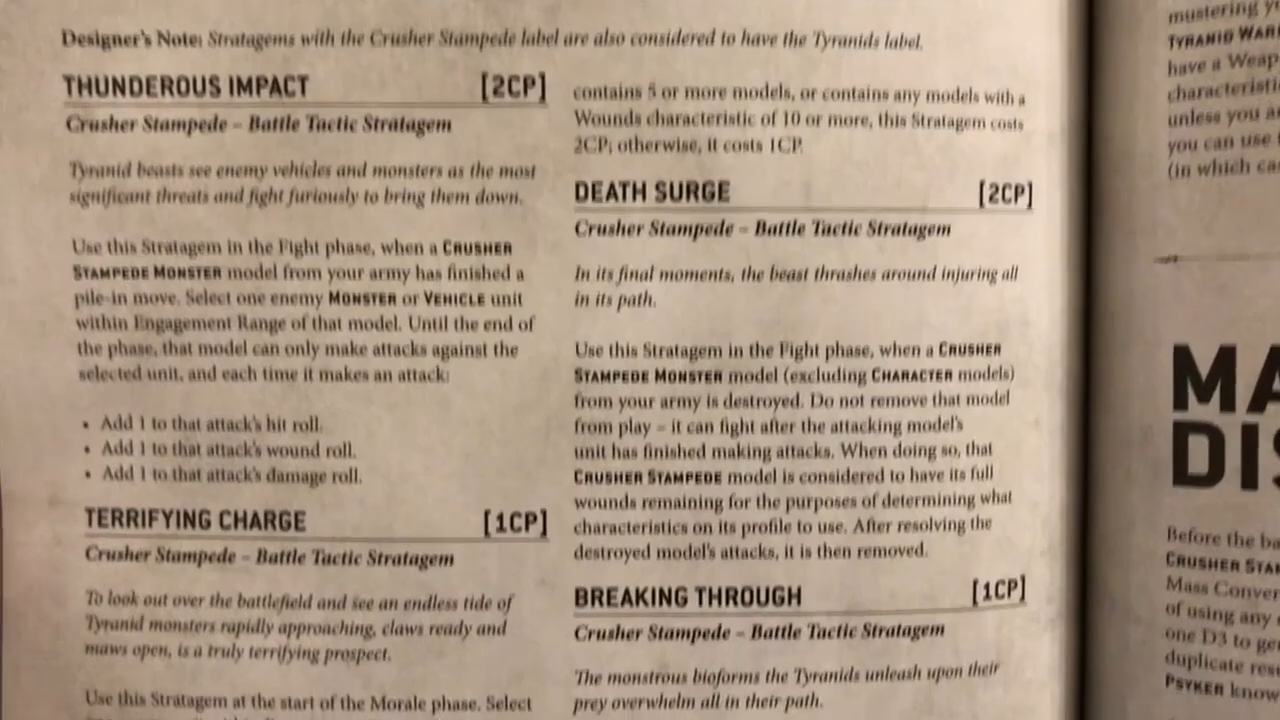 Designer's Note: Stratagems with the Crusher Stampede label are also considered to have the Tyranids label.
THUNDEROUS IMPACT [2CP]
Crusher Stampede – Battle Tactic Stratagem
Tyranid beasts see enemy vehicles and monsters as the most
significant threats and fight furiously to bring them down.
Use this Stratagem in the Fight phase, when a CRUSHER
STAMPEDE MONSTER model from your army has finished a
pile-in move. Select one enemy MONSTER or VEHICLE unit
within Engagement Range of that model. Until the end of
the phase, that model can only make attacks against the
selected unit, and each time it makes an attack:
• Add 1 to that attack's hit roll.
• Add 1 to that attack's wound roll.
• Add 1 to that attack's damage roll.
TERRIFYING CHARGE [1CP]
Crusher Stampede – Battle Tactic Stratagem
To look out over the battlefield and see an endless tide of
Tyranid monsters rapidly approaching, claws ready and
maws open, is a truly terrifying prospect.
Use this Stratagem at the start of the Morale phase. Select
contains 5 or more models, or contains any models with a
Wounds characteristic of 10 or more, this Stratagem costs
2CP; otherwise, it costs 1CP.
DEATH SURGE [2CP]
Crusher Stampede – Battle Tactic Stratagem
In its final moments, the beast thrashes around injuring all
in its path.
Use this Stratagem in the Fight phase, when a CRUSHER
STAMPEDE MONSTER model (excluding CHARACTER models)
from your army is destroyed. Do not remove that model
from play – it can fight after the attacking model's
unit has finished making attacks. When doing so, that
CRUSHER STAMPEDE model is considered to have its full
wounds remaining for the purposes of determining what
characteristics on its profile to use. After resolving the
destroyed model's attacks, it is then removed.
BREAKING THROUGH [1CP]
Crusher Stampede – Battle Tactic Stratagem
The monstrous bioforms the Tyranids unleash upon their
prey overwhelm all in their path.
mustering
TYRANID
have a Weap
characteristi
unless you a
you can use
(in which ca
MA
DIS
Before the ba
CRUSHER STAM
Mass Conver
of using any
one D3 to ge
duplicate res
PSYKER know